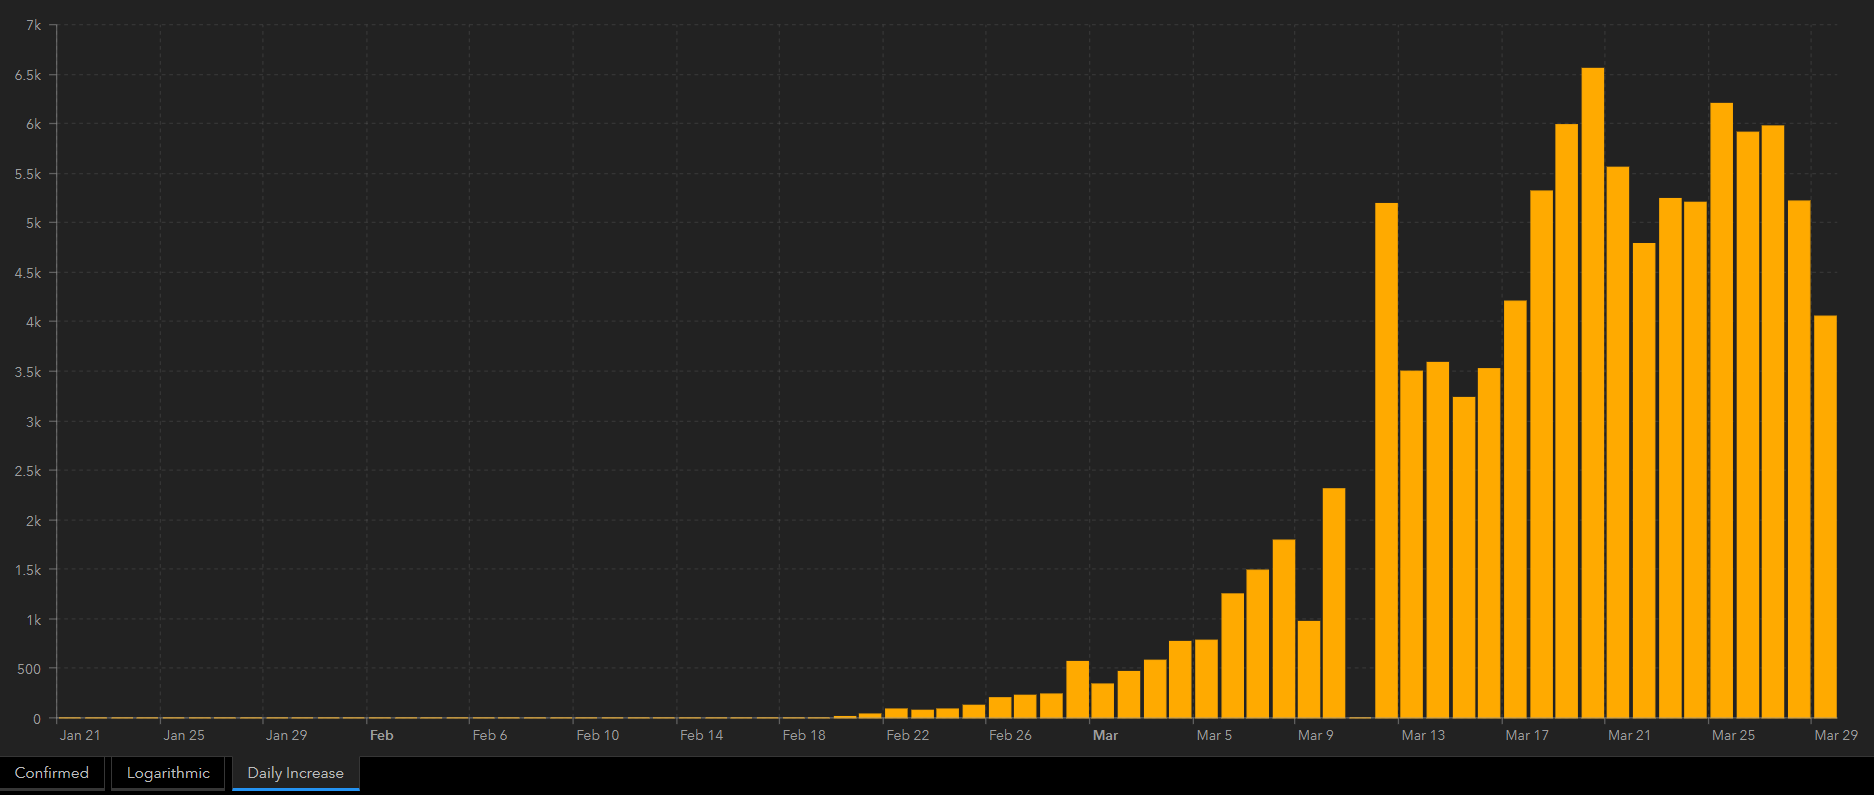 7k
6.5k
6k
5.5k
5k
4.5k
4k
3.5k
3k
2.5k
2k
1.5k
1k
500
0
Jan 21 Jan 25 Jan 29 Feb Feb 6 Feb 10 Feb 14 Feb 18 Feb 22 Feb 26 Mar Mar 5 Mar 9 Mar 13 Mar 17 Mar 21 Mar 25 Mar 29
Confirmed Logarithmic Daily Increase